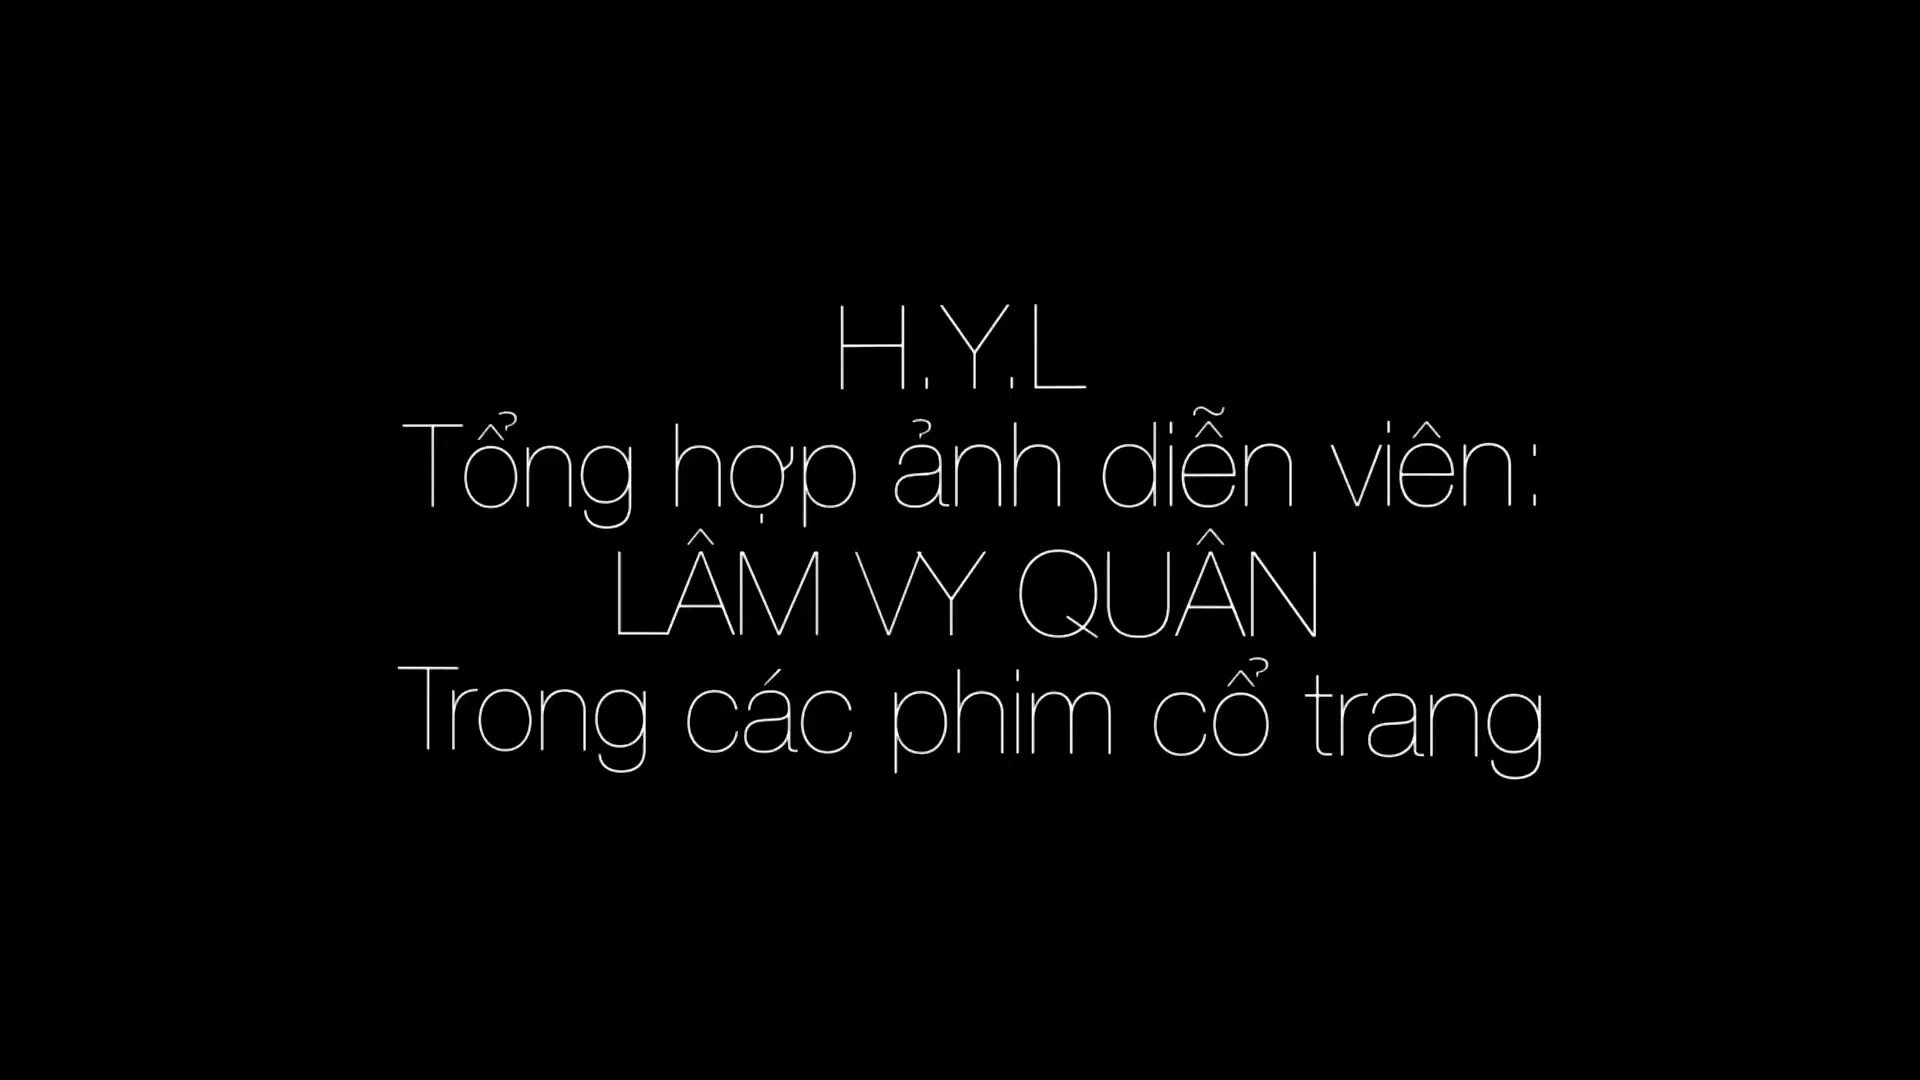 H.Y.L
Tổng hợp ảnh diễn viên:
LÂM VY QUÂN
Trong các phim cổ trang